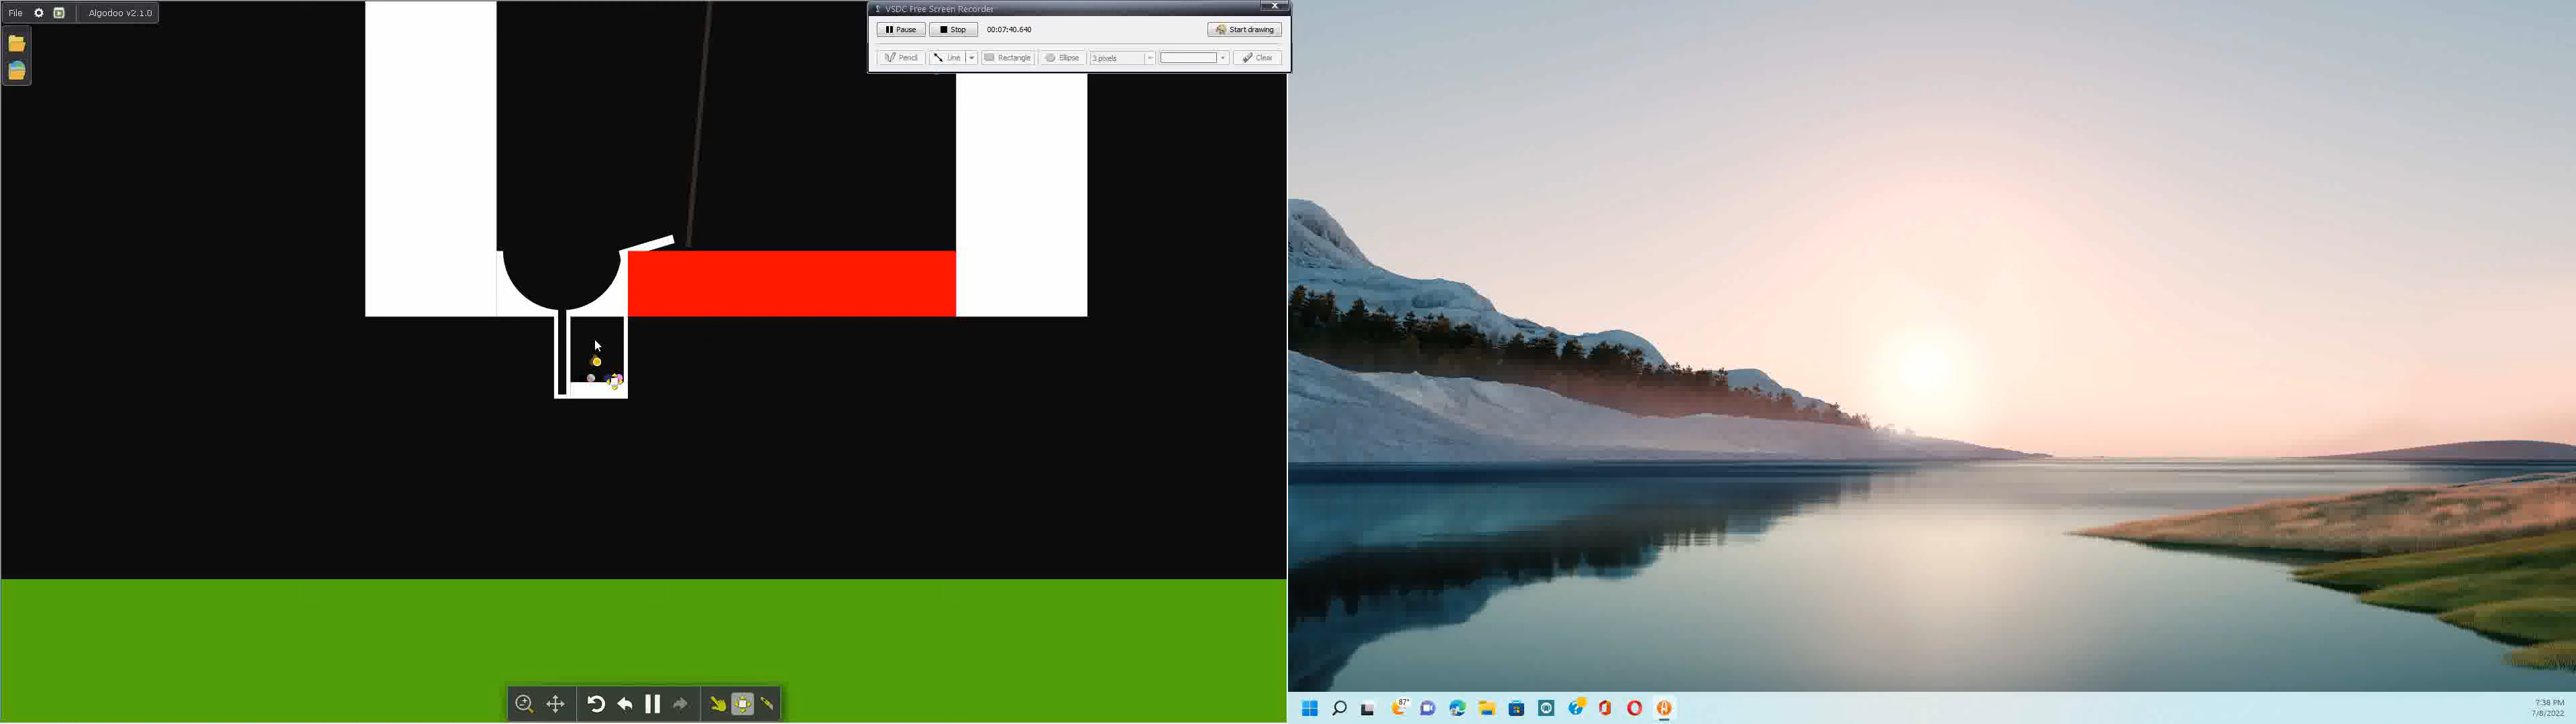 File
Algodoo v2.1.0
VSDC Free Screen Recorder
Pause
Stop
00:07:40.640
Start drawing
Pencil
Line
Rectangle
Ellipse
3 pixels
Clear
87°
7:38 PM
7/8/2022